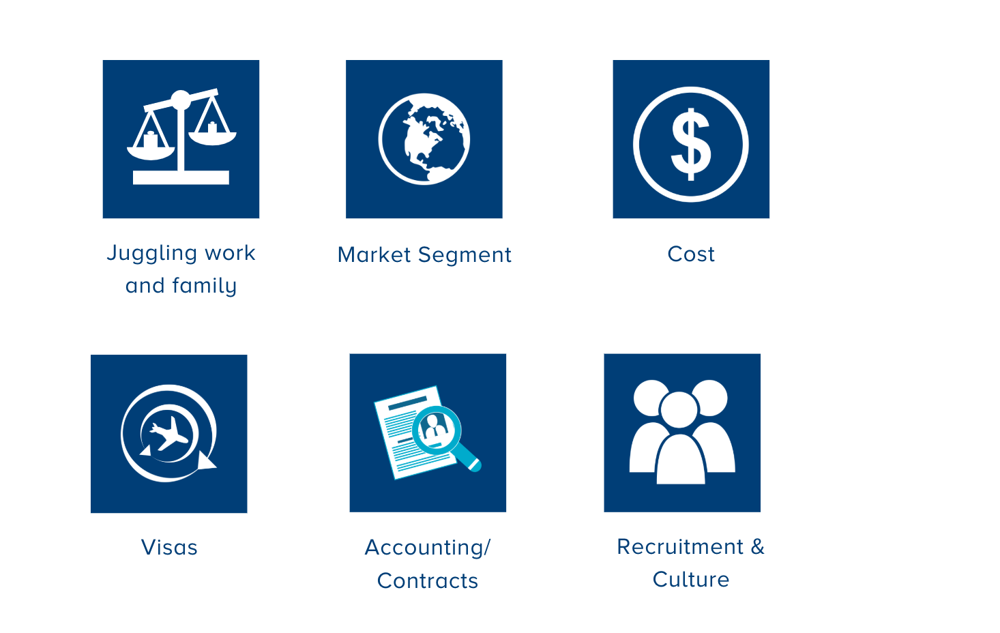 Juggling work
and family
Market Segment
Cost
Visas
Accounting/
Contracts
Recruitment &
Culture